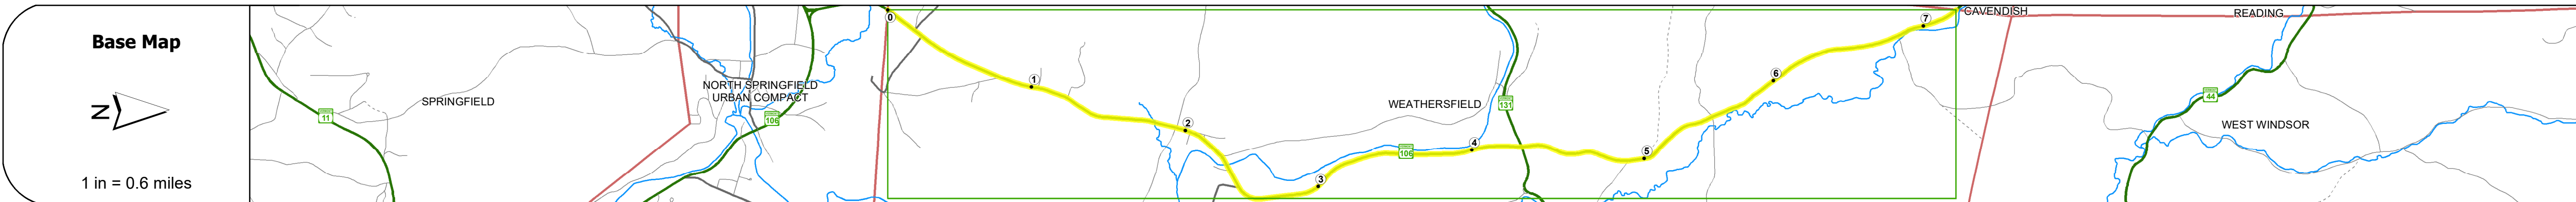 Base Map
N
1 in = 0.6 miles
11
SPRINGFIELD
NORTH SPRINGFIELD
URBAN COMPACT
106
0
1
2
3
106
4
WEATHERSFIELD
131
5
6
7
CAVENDISH
READING
44
WEST WINDSOR